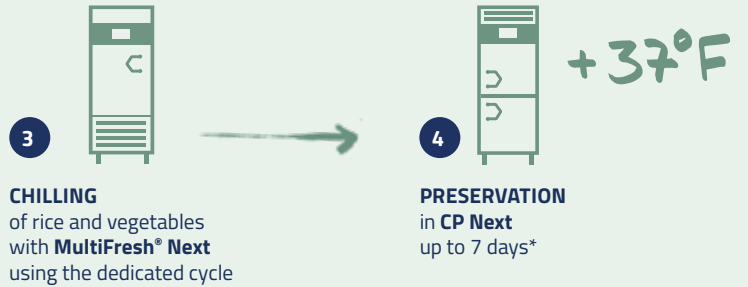 +37°F
3
CHILLING
of rice and vegetables
with MultiFresh® Next
using the dedicated cycle
4
PRESERVATION
in CP Next
up to 7 days*